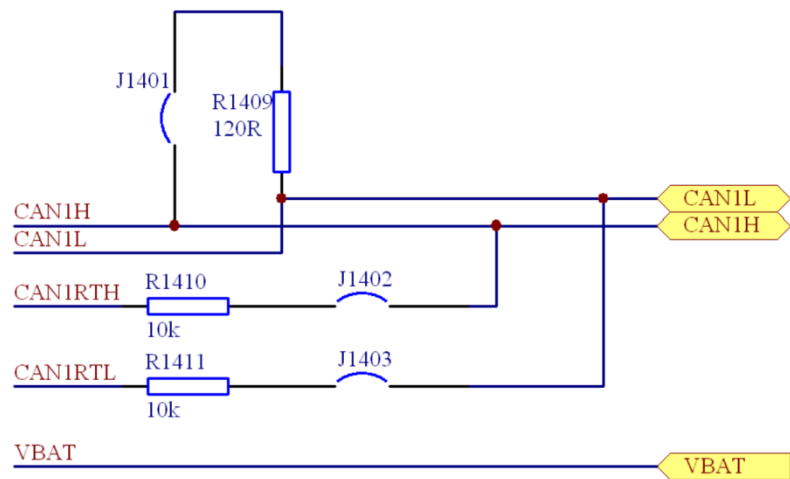 J1401
R1409
120R
CAN1L
CAN1H
CAN1H
CAN1L
R1410
J1402
CAN1RTH
10k
R1411
J1403
CAN1RTL
10k
VBAT
VBAT